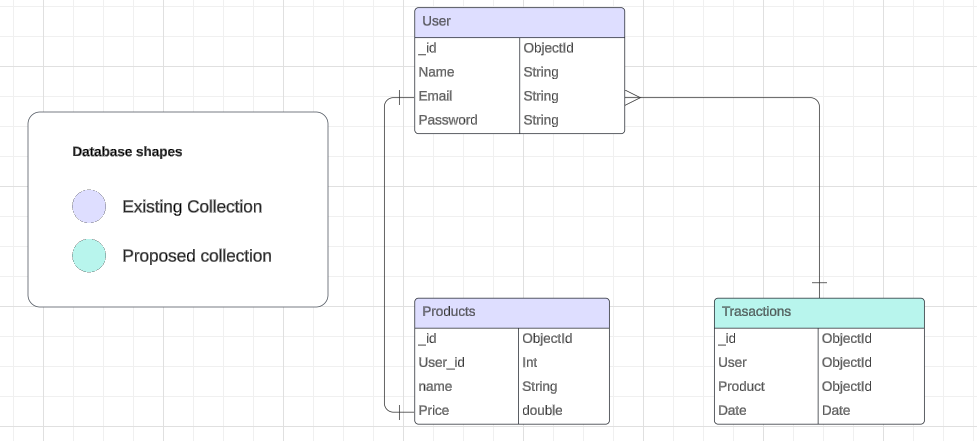 User
_id ObjectId
Name String
Email String
Password String
Database shapes
Existing Collection
Proposed collection
Products
_id ObjectId
User_id Int
name String
Price double
Trasactions
_id ObjectId
User ObjectId
Product ObjectId
Date Date